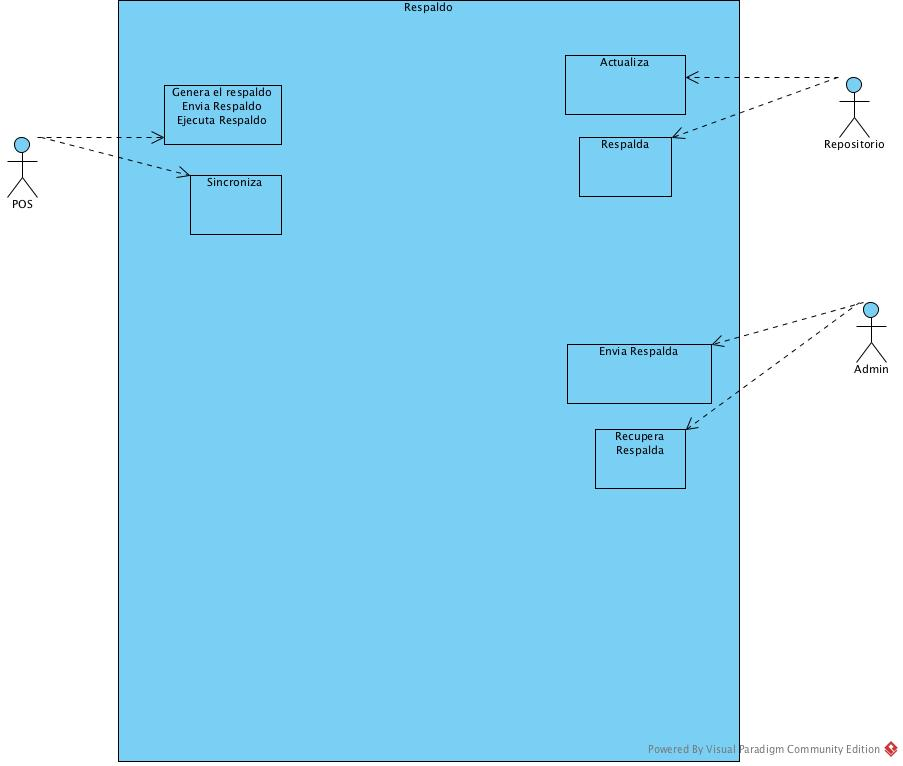 Respaldo
Actualiza
Genera el respaldo
Envia Respaldo
Ejecuta Respaldo
Respalda
Repositorio
Sincroniza
POS
Envia Respalda
Admin
Recupera
Respalda
Powered By Visual Paradigm Community Edition